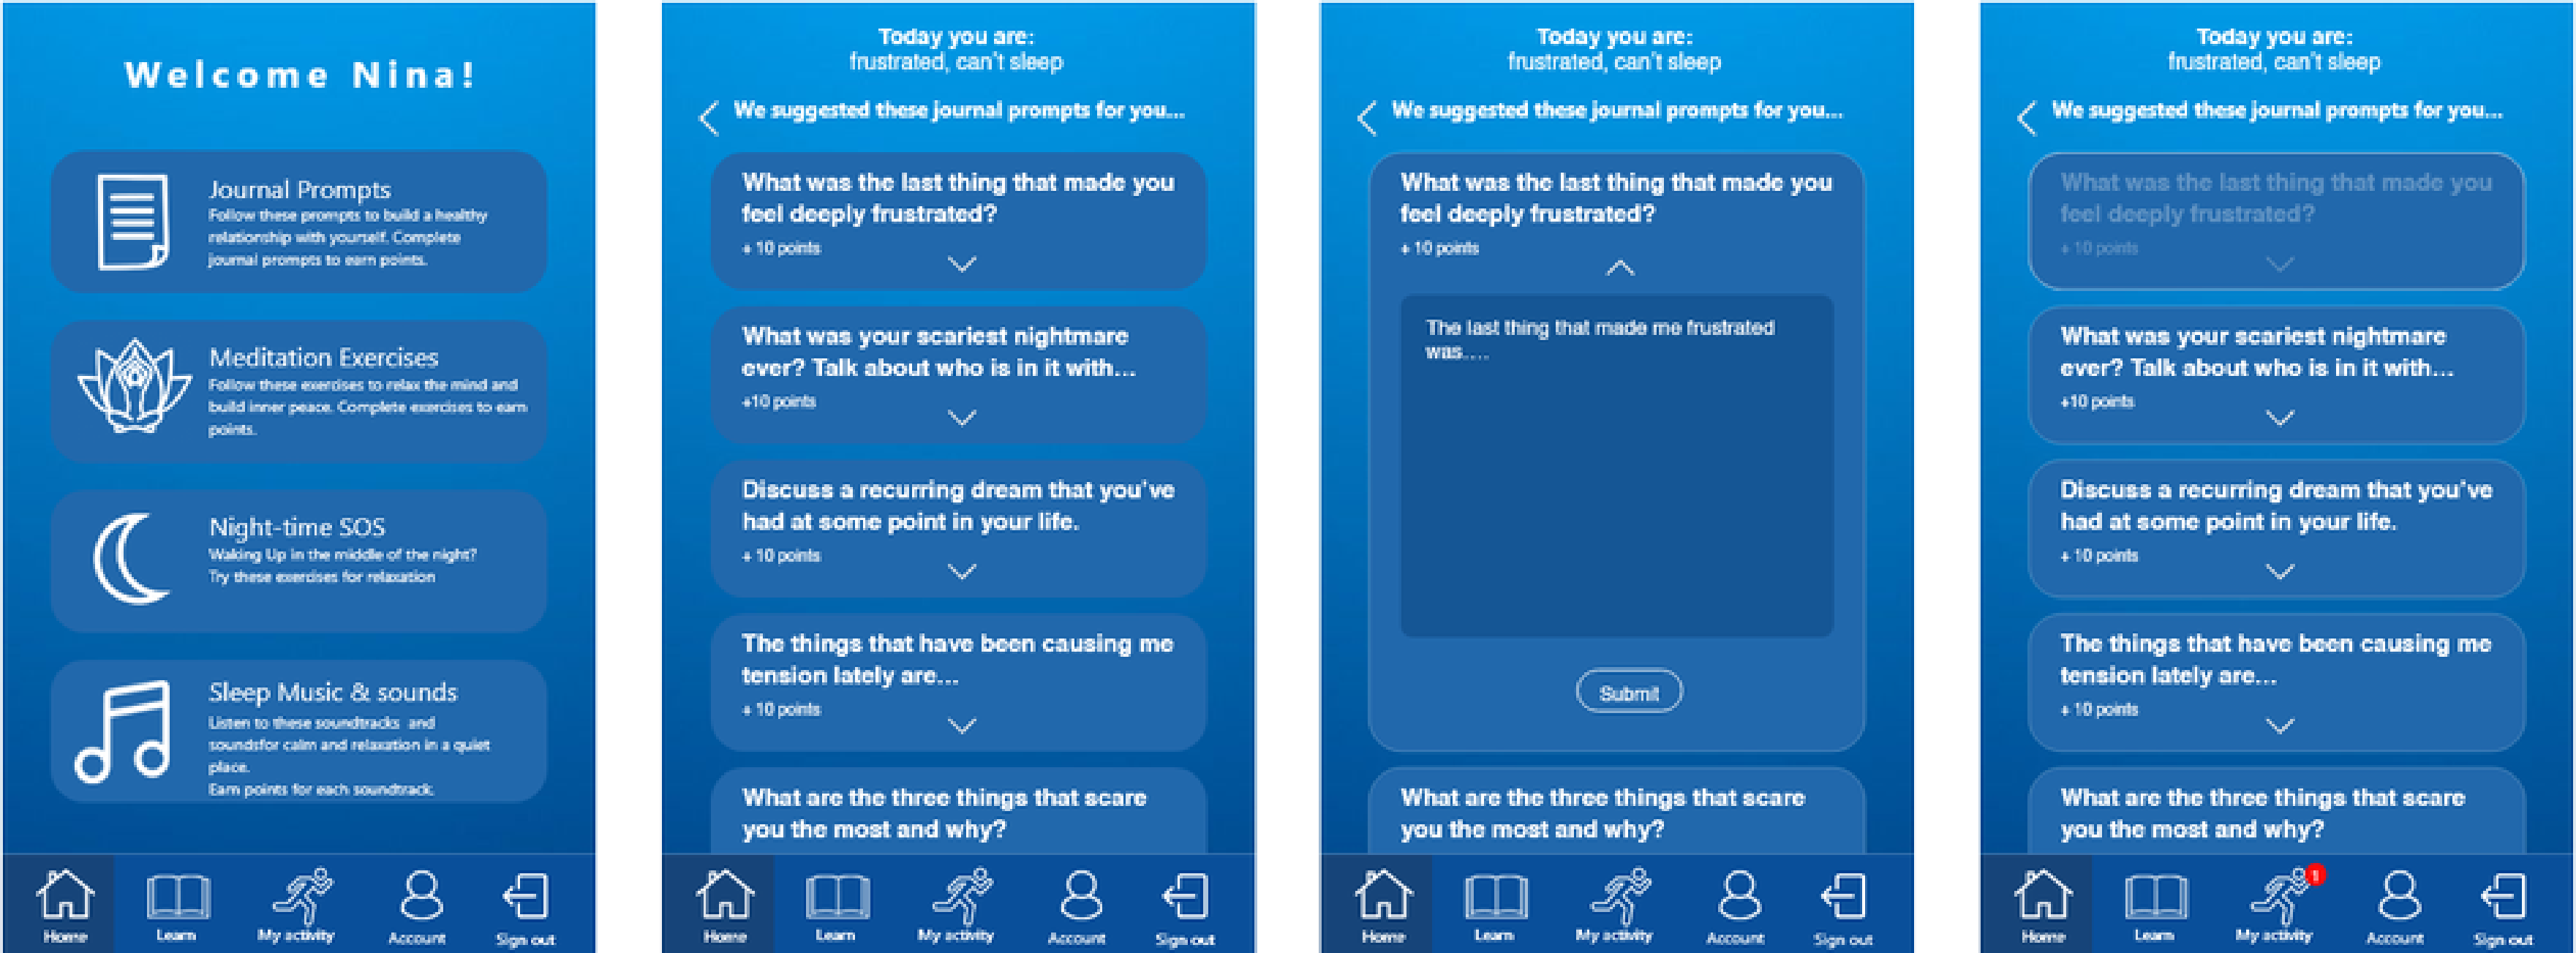 Welcome Nina!
Journal Prompts
Follow these prompts to build a healthy
relationship with yourself. Complete
journal prompts to earn points.
Meditation Exercises
Follow these exercises to relax the mind and
build inner peace. Complete exercises to earn
points.
Night-time SOS
Waking Up in the middle of the night?
Try these exercises for relaxation
Sleep Music & sounds
Listen to these soundtracks and
soundsfor calm and relaxation in a quiet
place.
Earn points for each soundtrack.
Home
Learn
My activity
Account
Sign out
Today you are:
frustrated, can't sleep
We suggested these journal prompts for you...
What was the last thing that made you
feel deeply frustrated?
+ 10 points
What was your scariest nightmare
ever? Talk about who is in it with...
+10 points
Discuss a recurring dream that you've
had at some point in your life.
+ 10 points
The things that have been causing me
tension lately are...
+ 10 points
What are the three things that scare
you the most and why?
Home
Learn
My activity
Account
Sign out
Today you are:
frustrated, can't sleep
We suggested these journal prompts for you...
What was the last thing that made you
feel deeply frustrated?
+ 10 points
The last thing that made me frustrated
was....
Submit
What are the three things that scare
you the most and why?
Home
Learn
My activity
Account
Sign out
Today you are:
frustrated, can't sleep
We suggested these journal prompts for you...
What was the last thing that made you
feel deeply frustrated?
+ 10 points
What was your scariest nightmare
ever? Talk about who is in it with...
+10 points
Discuss a recurring dream that you've
had at some point in your life.
+ 10 points
The things that have been causing me
tension lately are...
+ 10 points
What are the three things that scare
you the most and why?
1
Home
Learn
My activity
Account
Sign out